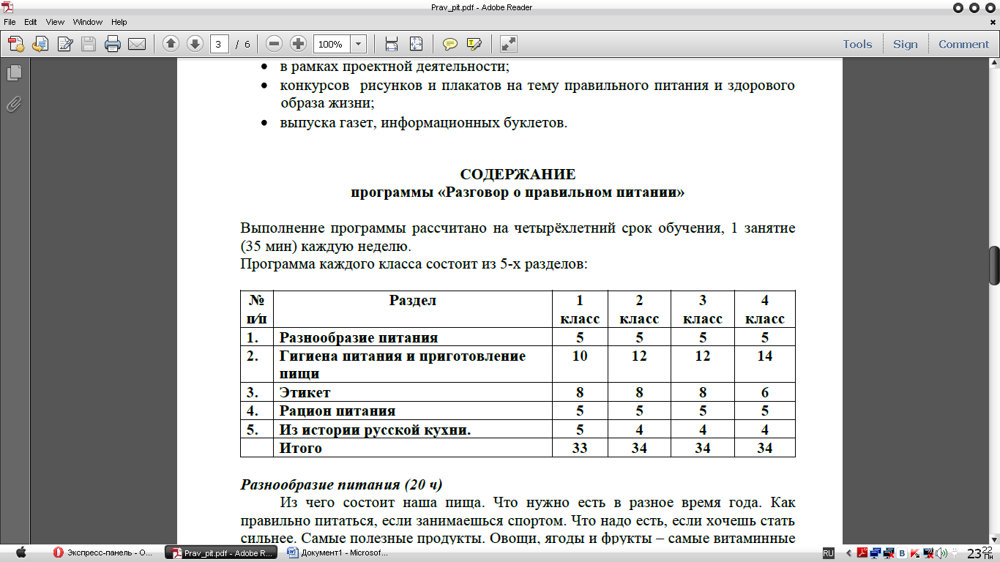 Prav_pit.pdf - Adobe Reader
File Edit View Window Help
3 / 6 100% Tools Sign Comment
• в рамках проектной деятельности;
• конкурсов рисунков и плакатов на тему правильного питания и здорового
образа жизни;
• выпуска газет, информационных буклетов.
СОДЕРЖАНИЕ
программы «Разговор о правильном питании»
Выполнение программы рассчитано на четырёхлетний срок обучения, 1 занятие
(35 мин) каждую неделю.
Программа каждого класса состоит из 5-х разделов:
№ п/п Раздел 1 класс 2 класс 3 класс 4 класс
1. Разнообразие питания 5 5 5 5
2. Гигиена питания и приготовление пищи 10 12 12 14
3. Этикет 8 8 8 6
4. Рацион питания 5 5 5 5
5. Из истории русской кухни. 5 4 4 4
Итого 33 34 34 34
Разнообразие питания (20 ч)
Из чего состоит наша пища. Что нужно есть в разное время года. Как
правильно питаться, если занимаешься спортом. Что надо есть, если хочешь стать
сильнее. Самые полезные продукты. Овощи, ягоды и фрукты – самые витаминные
Экспресс-панель - O... Prav_pit.pdf - Adobe R... Документ1 - Microsof... RU 23 22 Пн